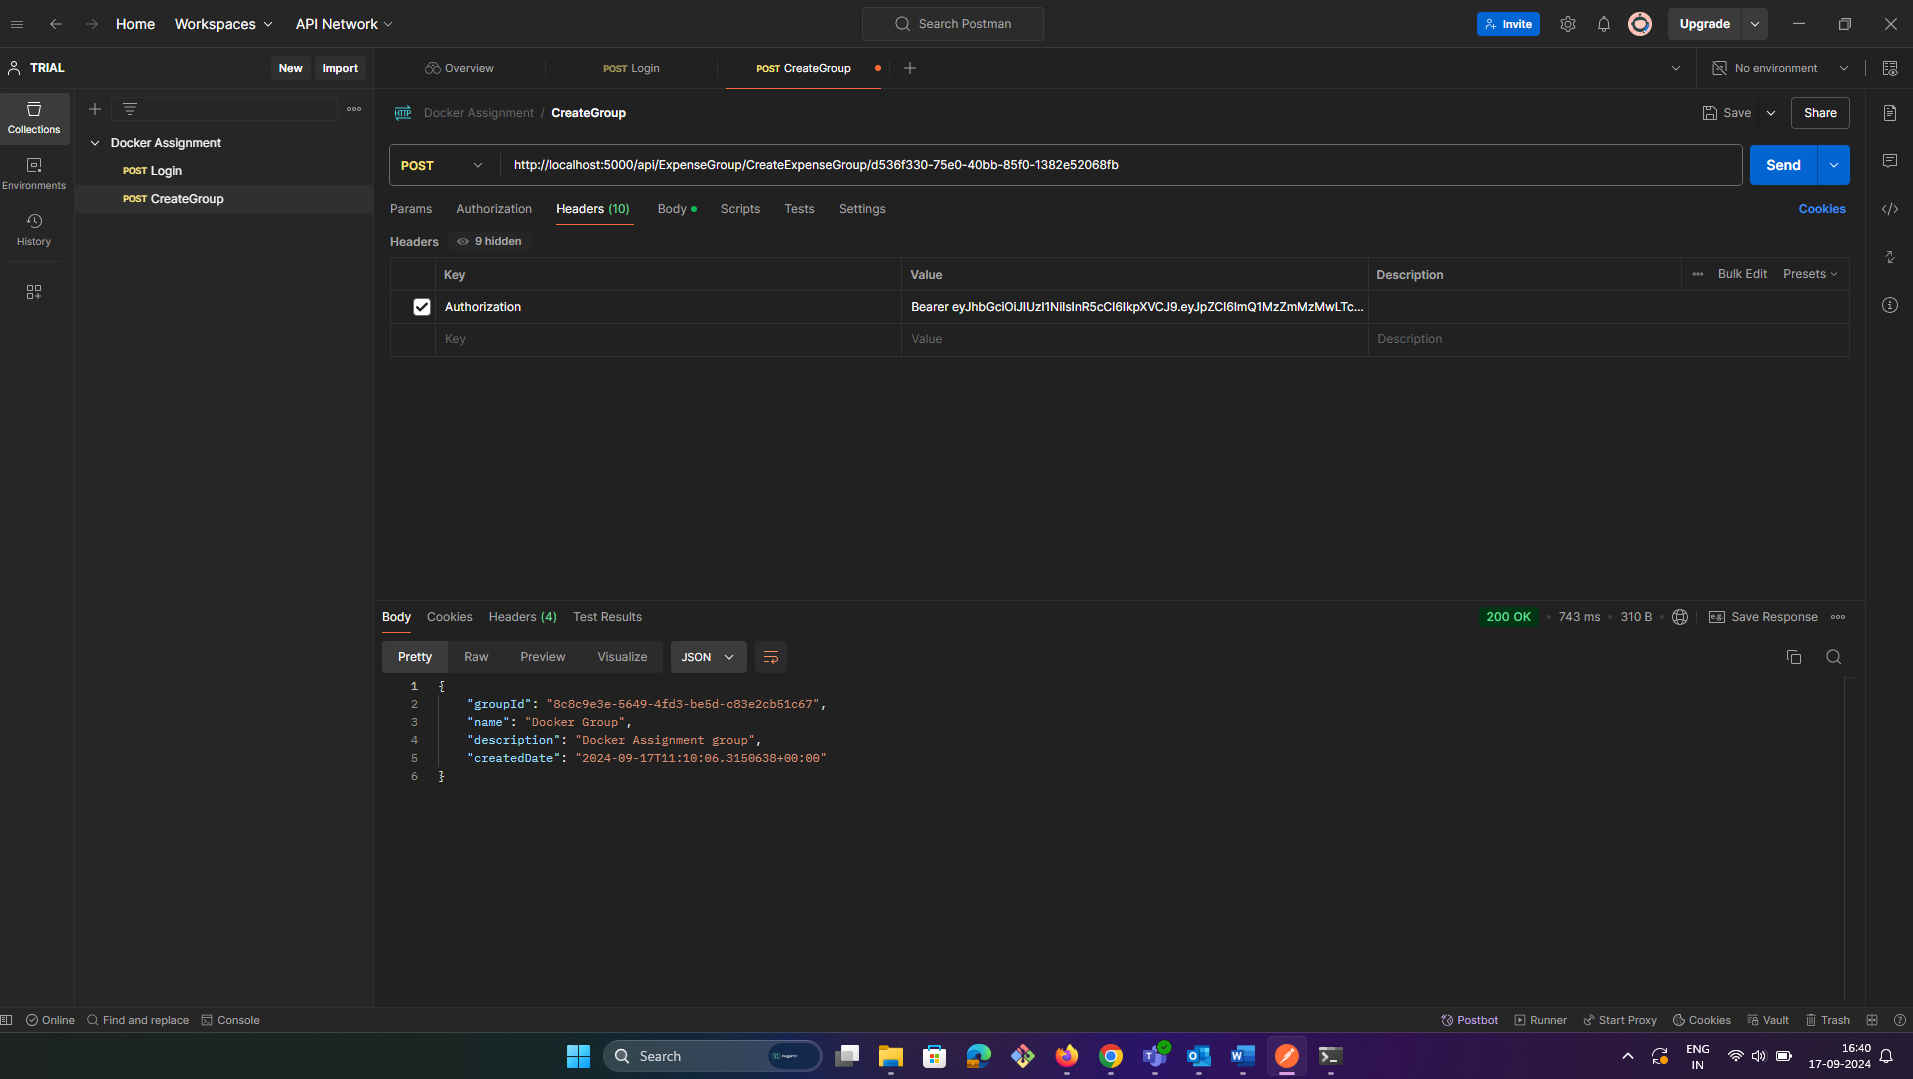 Home Workspaces API Network Search Postman Invite Upgrade
TRIAL New Import Overview POST Login POST CreateGroup No environment
Collections
Environments
History
Docker Assignment
POST Login
POST CreateGroup
HTTP Docker Assignment / CreateGroup Save Share
POST http://localhost:5000/api/ExpenseGroup/CreateExpenseGroup/d536f330-75e0-40bb-85f0-1382e52068fb Send
Params Authorization Headers (10) Body Scripts Tests Settings Cookies
Headers 9 hidden
Key Value Description Bulk Edit Presets
Authorization Bearer eyJhbGciOiJIUzI1NiIsInR5cCI6IkpXVCJ9.eyJpZCI6ImQ1MzZmMzMwLTc...
Key Value Description
Body Cookies Headers (4) Test Results 200 OK 743 ms 310 B Save Response
Pretty Raw Preview Visualize JSON
1 {
2 "groupId": "8c8c9e3e-5649-4fd3-be5d-c83e2cb51c67",
3 "name": "Docker Group",
4 "description": "Docker Assignment group",
5 "createdDate": "2024-09-17T11:10:06.3150638+00:00"
6 }
Online Find and replace Console Postbot Runner Start Proxy Cookies Vault Trash
Search
ENG
IN
16:40
17-09-2024